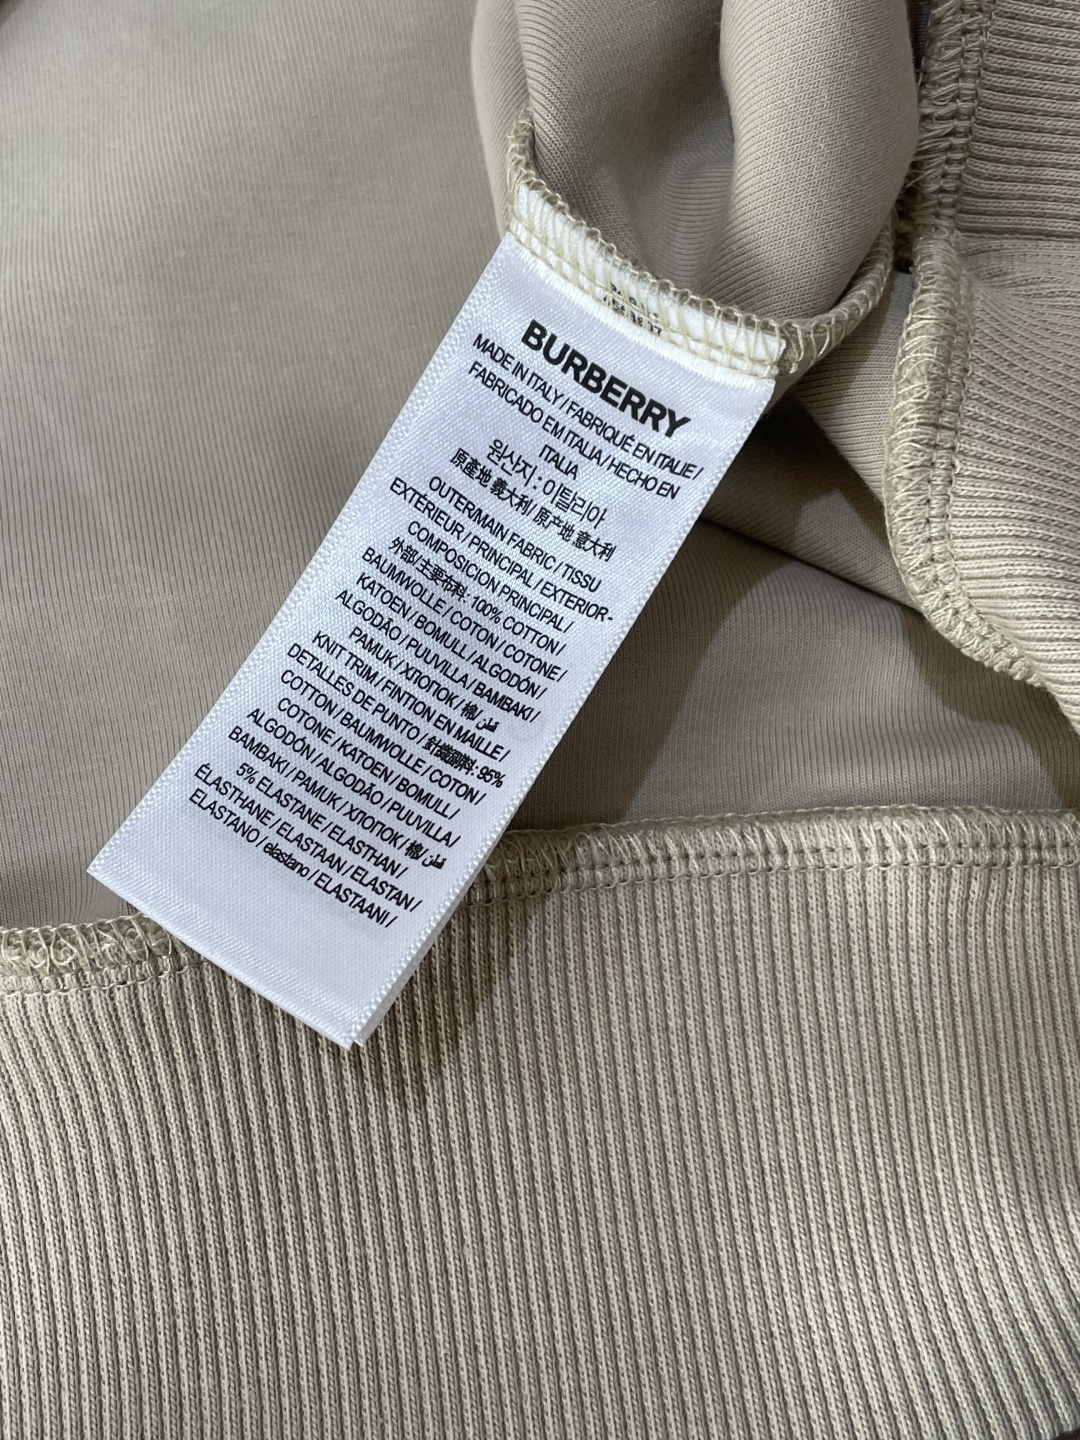 BURBERRY
MADE IN ITALY / FABRIQUÉ EN ITALIE /
FABRICADO EM ITALIA / HECHO EN
ITALIA
원산지 : 이탈리아
原產地 義大利/ 原产地 意大利
OUTER/MAIN FABRIC / TISSU
EXTÉRIEUR / PRINCIPAL / EXTERIOR-
COMPOSICION PRINCIPAL /
外部/主要布料: 100% COTTON /
BAUMWOLLE / COTON / COTONE /
KATOEN / BOMULL / ALGODÓN /
ALGODÃO / PUUVILLA / BAMBAKI /
PAMUK / ХЛОПОК / 棉 / قطن
KNIT TRIM / FINTION EN MAILLE /
DETALLES DE PUNTO / 針織副料: 95%
COTTON / BAUMWOLLE / COTON /
COTONE / KATOEN / BOMULL /
ALGODÓN / ALGODÃO / PUUVILLA /
BAMBAKI / PAMUK / ХЛОПОК / 棉 / قطن
5% ELASTANE / ELASTHAN /
ÉLASTHANE / ELASTAAN / ELASTAN /
ELASTANO / elastano / ELASTAANI /